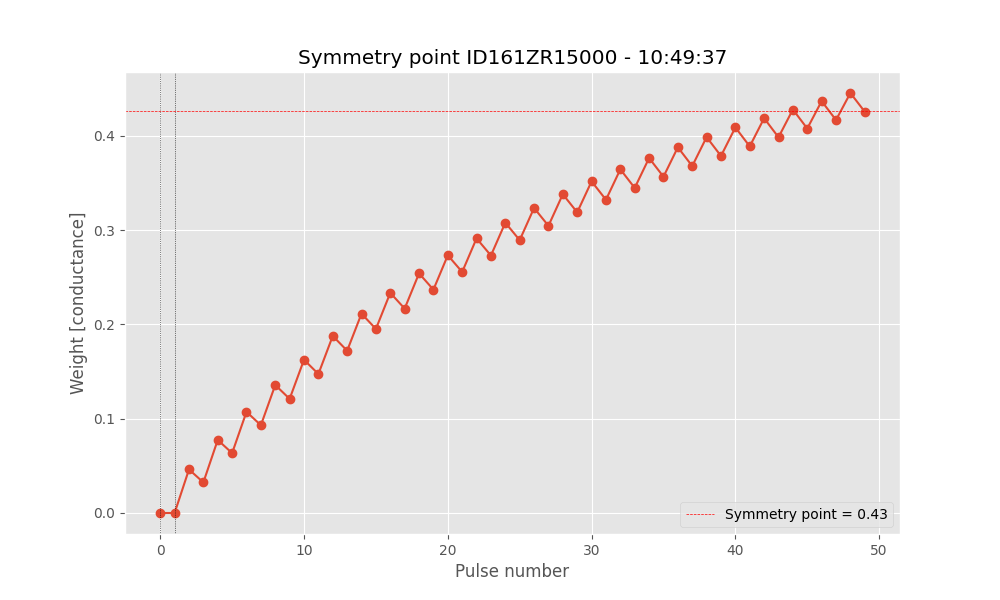 Symmetry point ID161ZR15000 - 10:49:37
Weight [conductance]
0.4
0.3
0.2
0.1
0.0
Symmetry point = 0.43
0 10 20 30 40 50
Pulse number